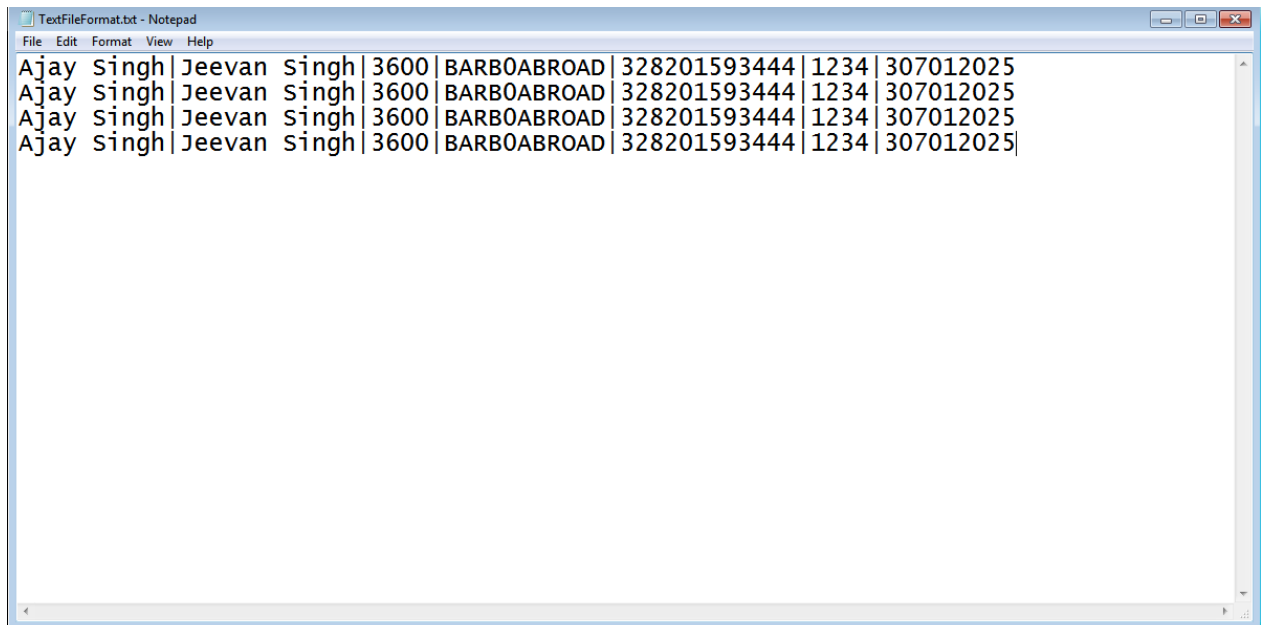 TextFileFormat.txt - Notepad
File Edit Format View Help
Ajay Singh|Jeevan Singh|3600|BARB0ABROAD|328201593444|1234|307012025
Ajay Singh|Jeevan Singh|3600|BARB0ABROAD|328201593444|1234|307012025
Ajay Singh|Jeevan Singh|3600|BARB0ABROAD|328201593444|1234|307012025
Ajay Singh|Jeevan Singh|3600|BARB0ABROAD|328201593444|1234|307012025